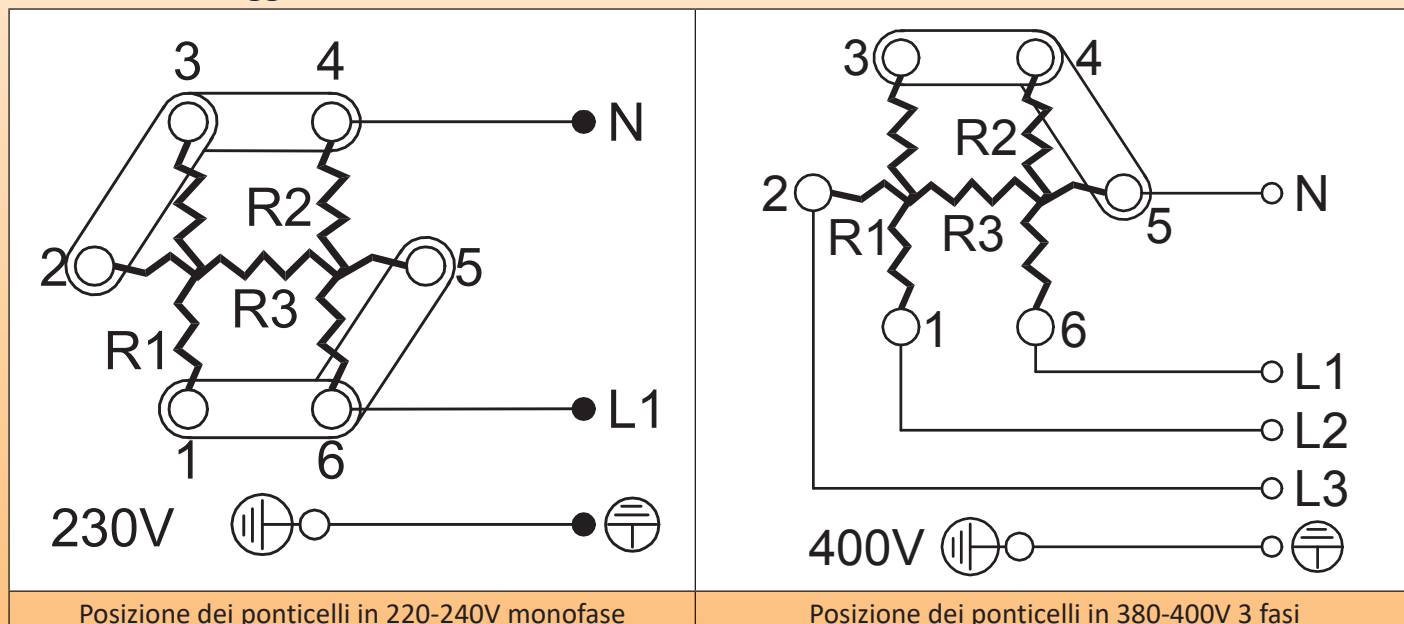 3 4
N
R2
2
5
R3
R1
L1
1 6
230V
Posizione dei ponticelli in 220-240V monofase
3 4
R2
2
N
R1 R3
5
1 6
L1
L2
L3
400V
Posizione dei ponticelli in 380-400V 3 fasi